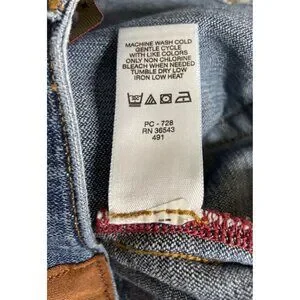 MACHINE WASH COLD
GENTLE CYCLE
WITH LIKE COLORS
ONLY NON CHLORINE
BLEACH WHEN NEEDED
TUMBLE DRY LOW
IRON LOW HEAT
PC - 728
RN 36543
491